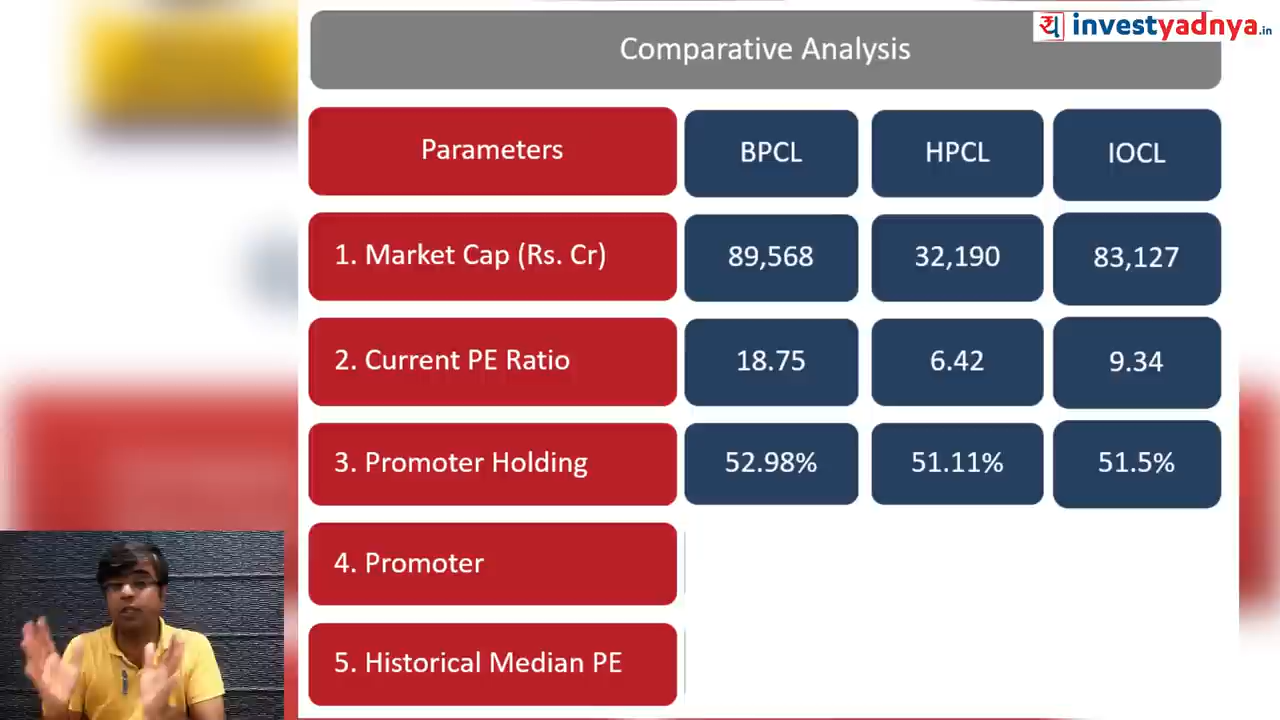 Comparative Analysis
य investyadnya.in
Parameters BPCL HPCL IOCL
1. Market Cap (Rs. Cr) 89,568 32,190 83,127
2. Current PE Ratio 18.75 6.42 9.34
3. Promoter Holding 52.98% 51.11% 51.5%
4. Promoter
5. Historical Median PE